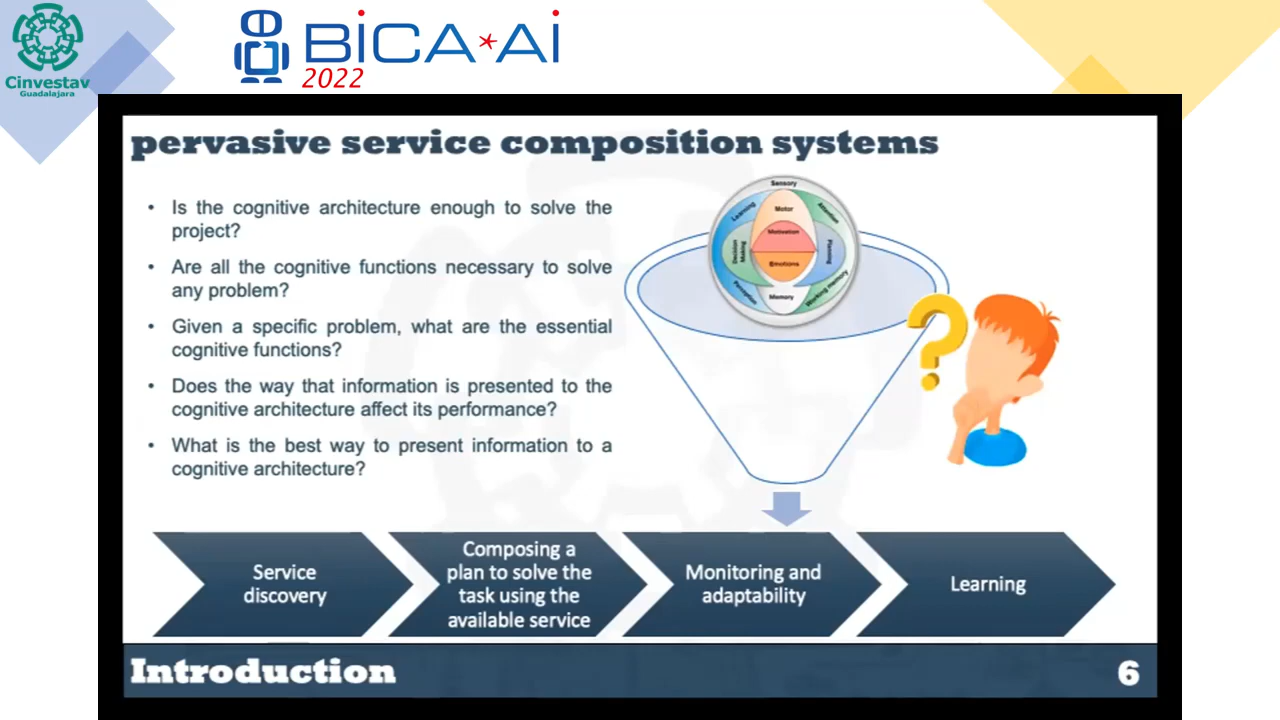 Cinvestav
Guadalajara
BiCA*Ai
2022
pervasive service composition systems
• Is the cognitive architecture enough to solve the
project?
• Are all the cognitive functions necessary to solve
any problem?
• Given a specific problem, what are the essential
cognitive functions?
• Does the way that information is presented to the
cognitive architecture affect its performance?
• What is the best way to present information to a
cognitive architecture?
Sensory
Learning
Motor
Attention
Motivation
Decision
Making
Planning
Emotions
Perception
Memory
Working memory
?
Service
discovery
Composing a
plan to solve the
task using the
available service
Monitoring and
adaptability
Learning
Introduction
6